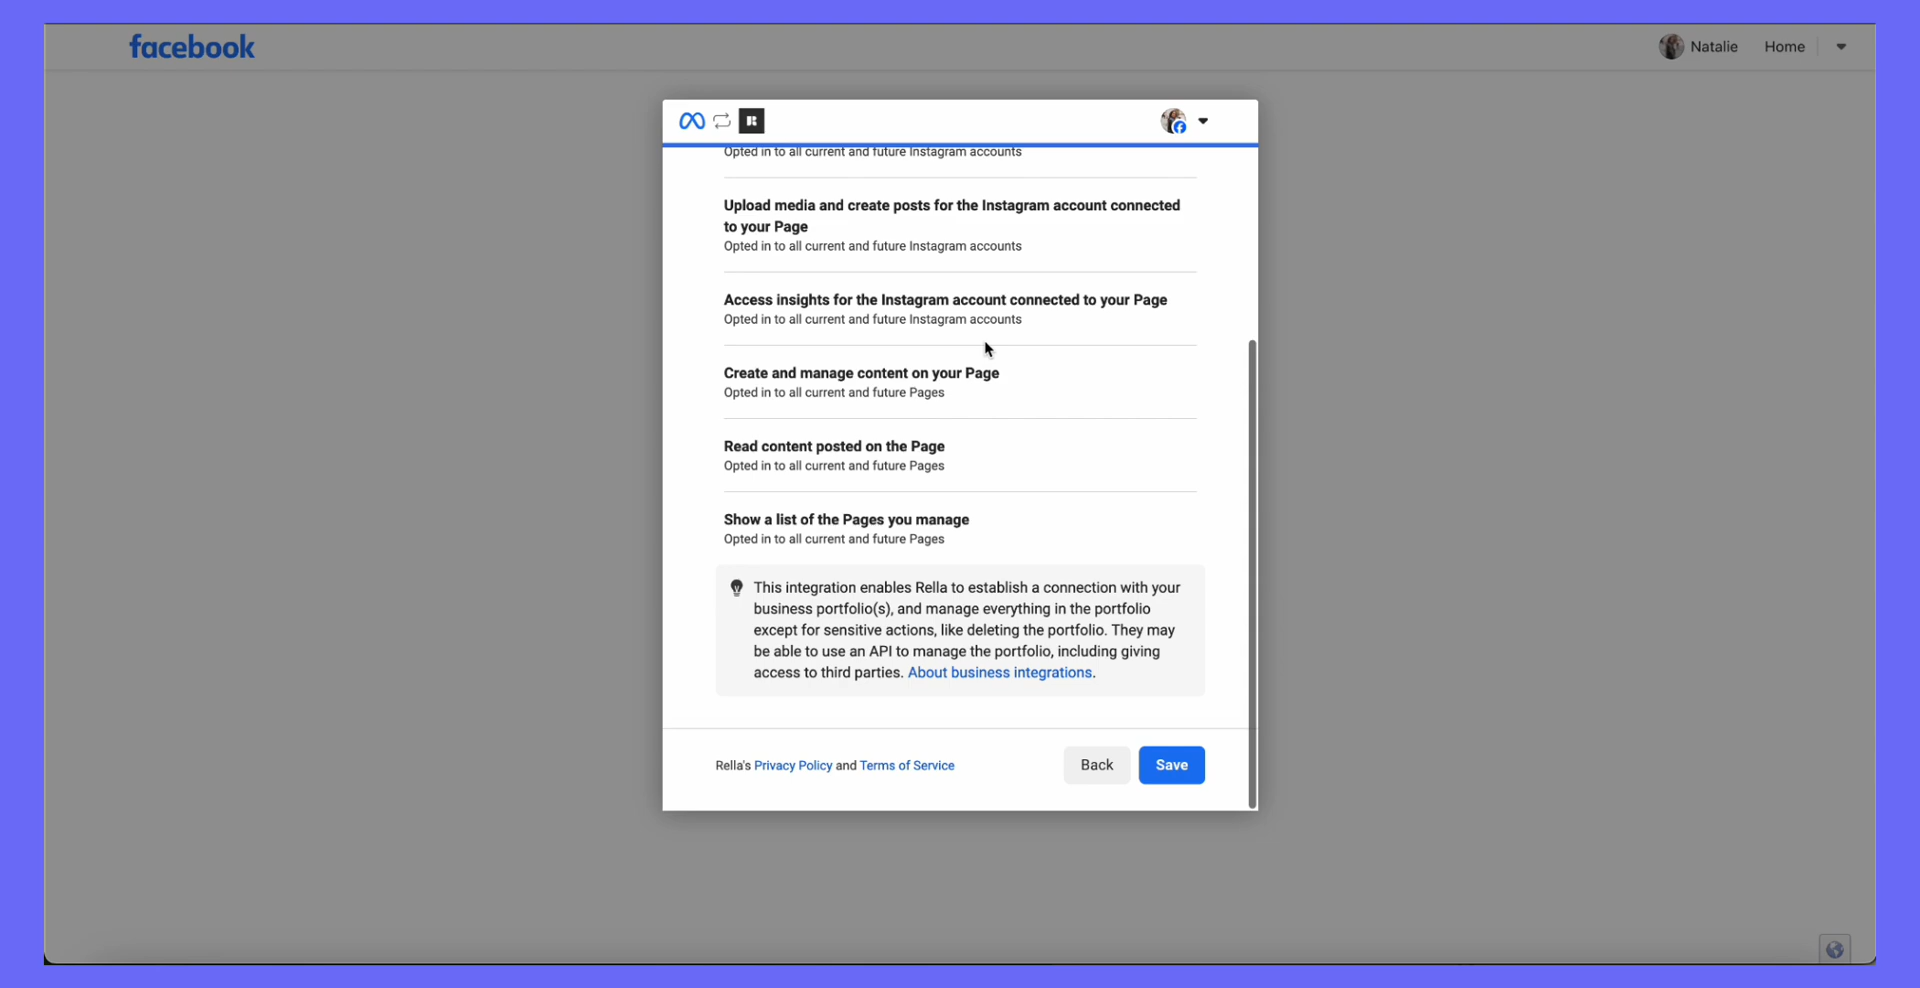 facebook
Natalie
Home
Opted in to all current and future Instagram accounts
Upload media and create posts for the Instagram account connected
to your Page
Opted in to all current and future Instagram accounts
Access insights for the Instagram account connected to your Page
Opted in to all current and future Instagram accounts
Create and manage content on your Page
Opted in to all current and future Pages
Read content posted on the Page
Opted in to all current and future Pages
Show a list of the Pages you manage
Opted in to all current and future Pages
This integration enables Rella to establish a connection with your
business portfolio(s), and manage everything in the portfolio
except for sensitive actions, like deleting the portfolio. They may
be able to use an API to manage the portfolio, including giving
access to third parties. About business integrations.
Rella's Privacy Policy and Terms of Service
Back
Save